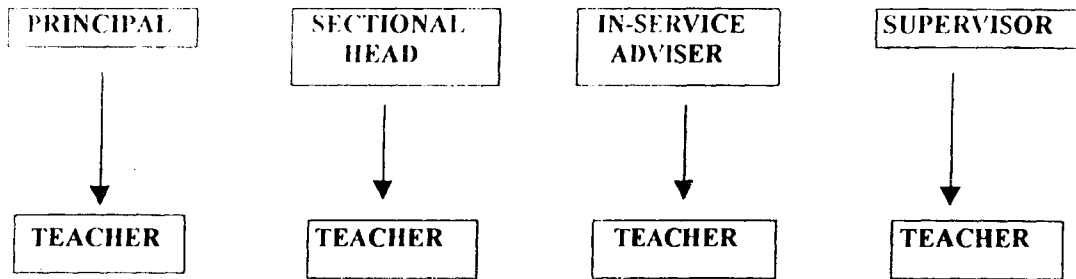 PRINCIPAL
SECTIONAL
HEAD
IN-SERVICE
ADVISER
SUPERVISOR
TEACHER
TEACHER
TEACHER
TEACHER